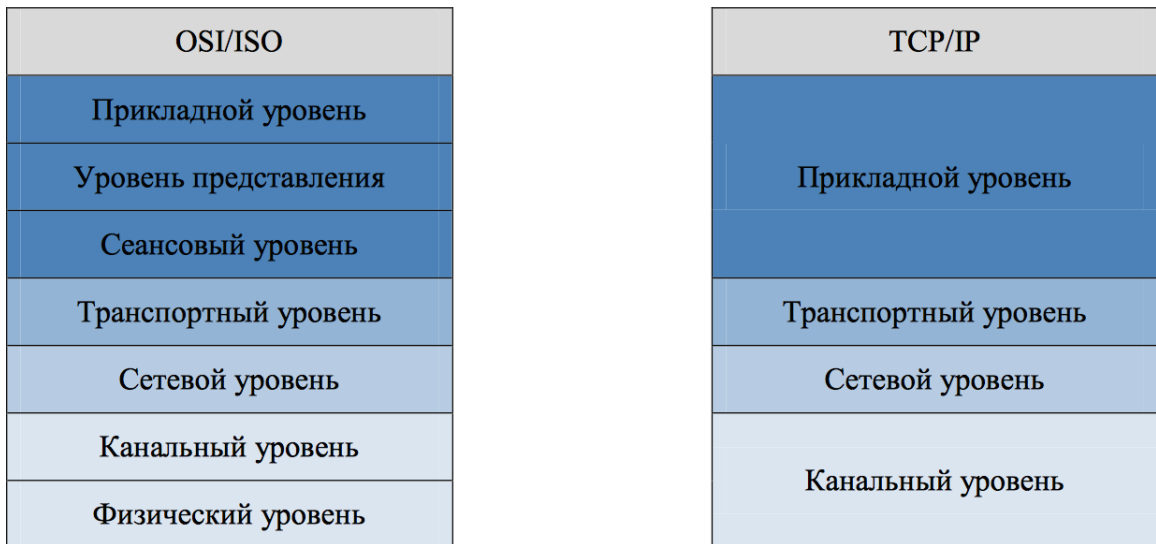 OSI/ISO
Прикладной уровень
Уровень представления
Сеансовый уровень
Транспортный уровень
Сетевой уровень
Канальный уровень
Физический уровень
TCP/IP
Прикладной уровень
Транспортный уровень
Сетевой уровень
Канальный уровень